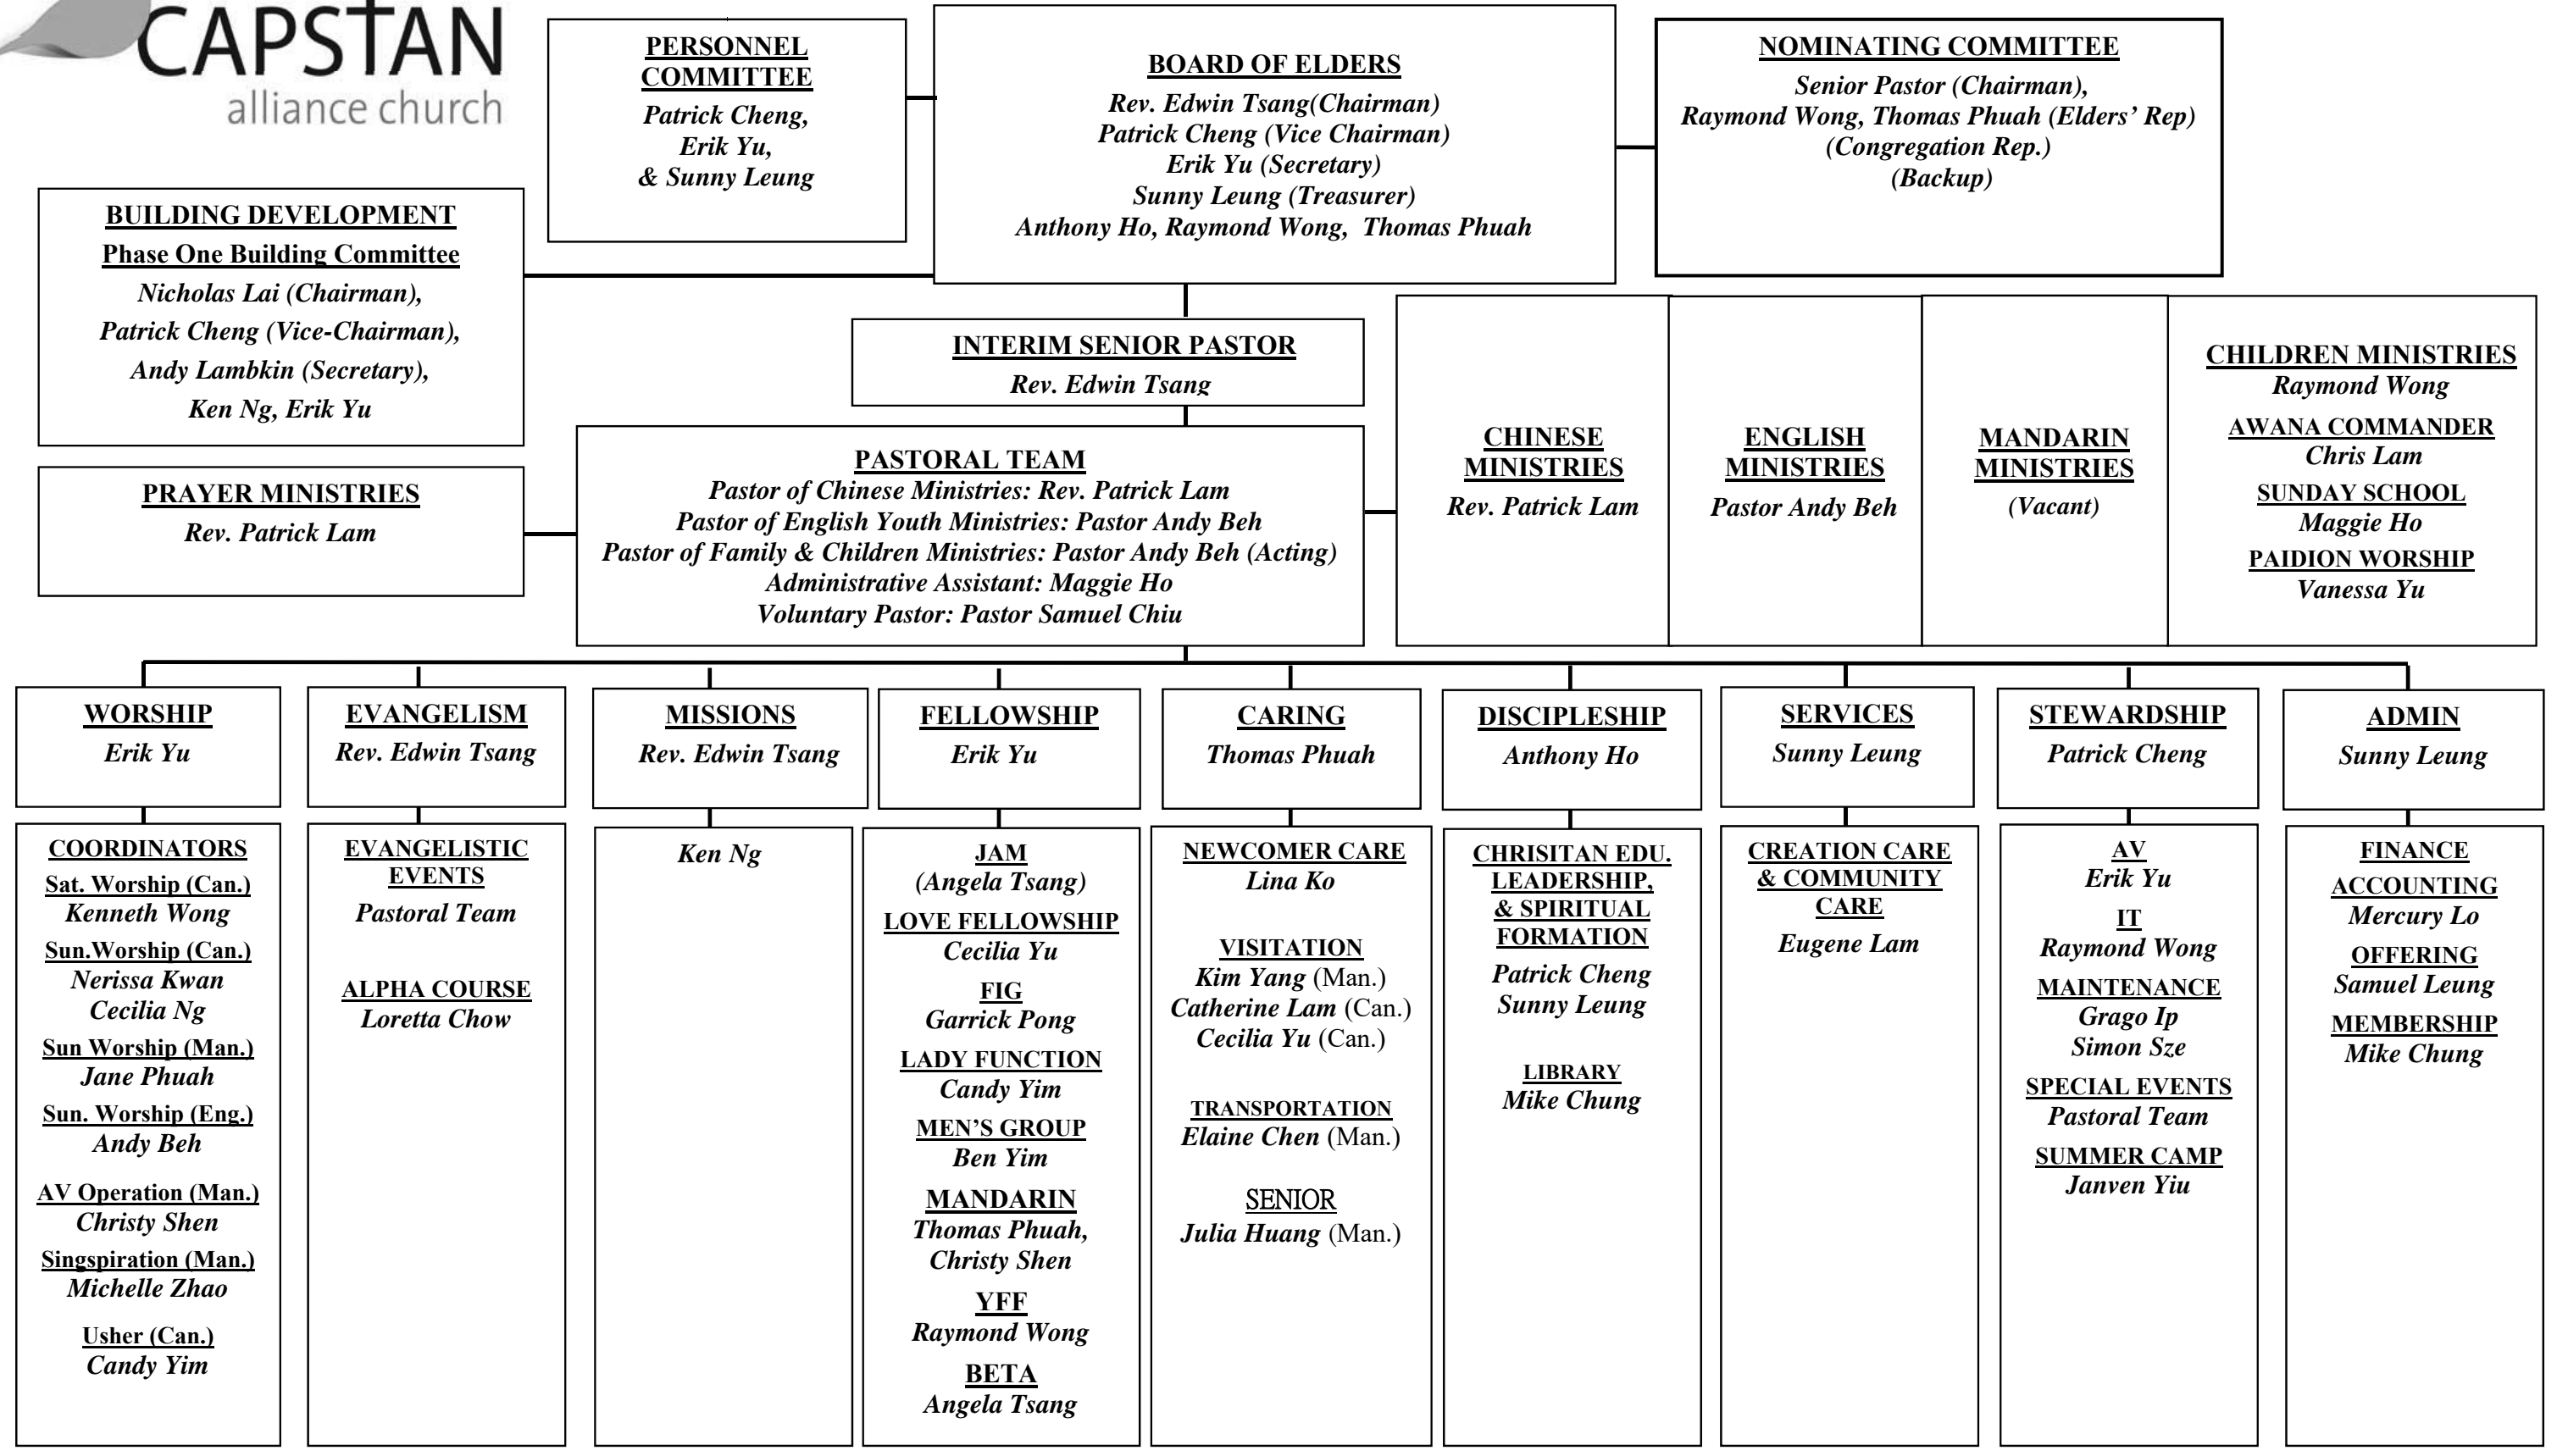 CAPSTAN
alliance church
PERSONNEL
COMMITTEE
Patrick Cheng,
Erik Yu,
& Sunny Leung
BOARD OF ELDERS
Rev. Edwin Tsang(Chairman)
Patrick Cheng (Vice Chairman)
Erik Yu (Secretary)
Sunny Leung (Treasurer)
Anthony Ho, Raymond Wong, Thomas Phuah
NOMINATING COMMITTEE
Senior Pastor (Chairman),
Raymond Wong, Thomas Phuah (Elders’ Rep)
(Congregation Rep.)
(Backup)
BUILDING DEVELOPMENT
Phase One Building Committee
Nicholas Lai (Chairman),
Patrick Cheng (Vice-Chairman),
Andy Lambkin (Secretary),
Ken Ng, Erik Yu
INTERIM SENIOR PASTOR
Rev. Edwin Tsang
PRAYER MINISTRIES
Rev. Patrick Lam
PASTORAL TEAM
Pastor of Chinese Ministries: Rev. Patrick Lam
Pastor of English Youth Ministries: Pastor Andy Beh
Pastor of Family & Children Ministries: Pastor Andy Beh (Acting)
Administrative Assistant: Maggie Ho
Voluntary Pastor: Pastor Samuel Chiu
CHINESE
MINISTRIES
Rev. Patrick Lam
ENGLISH
MINISTRIES
Pastor Andy Beh
MANDARIN
MINISTRIES
(Vacant)
CHILDREN MINISTRIES
Raymond Wong
AWANA COMMANDER
Chris Lam
SUNDAY SCHOOL
Maggie Ho
PAIDION WORSHIP
Vanessa Yu
WORSHIP
Erik Yu
EVANGELISM
Rev. Edwin Tsang
MISSIONS
Rev. Edwin Tsang
FELLOWSHIP
Erik Yu
CARING
Thomas Phuah
DISCIPLESHIP
Anthony Ho
SERVICES
Sunny Leung
STEWARDSHIP
Patrick Cheng
ADMIN
Sunny Leung
COORDINATORS
Sat. Worship (Can.)
Kenneth Wong
Sun.Worship (Can.)
Nerissa Kwan
Cecilia Ng
Sun Worship (Man.)
Jane Phuah
Sun. Worship (Eng.)
Andy Beh
AV Operation (Man.)
Christy Shen
Singspiration (Man.)
Michelle Zhao
Usher (Can.)
Candy Yim
EVANGELISTIC
EVENTS
Pastoral Team
ALPHA COURSE
Loretta Chow
Ken Ng
JAM
(Angela Tsang)
LOVE FELLOWSHIP
Cecilia Yu
FIG
Garrick Pong
LADY FUNCTION
Candy Yim
MEN’S GROUP
Ben Yim
MANDARIN
Thomas Phuah,
Christy Shen
YFF
Raymond Wong
BETA
Angela Tsang
NEWCOMER CARE
Lina Ko
VISITATION
Kim Yang (Man.)
Catherine Lam (Can.)
Cecilia Yu (Can.)
TRANSPORTATION
Elaine Chen (Man.)
SENIOR
Julia Huang (Man.)
CHRISITAN EDU.
LEADERSHIP,
& SPIRITUAL
FORMATION
Patrick Cheng
Sunny Leung
LIBRARY
Mike Chung
CREATION CARE
& COMMUNITY
CARE
Eugene Lam
AV
Erik Yu
IT
Raymond Wong
MAINTENANCE
Grago Ip
Simon Sze
SPECIAL EVENTS
Pastoral Team
SUMMER CAMP
Janven Yiu
FINANCE
ACCOUNTING
Mercury Lo
OFFERING
Samuel Leung
MEMBERSHIP
Mike Chung